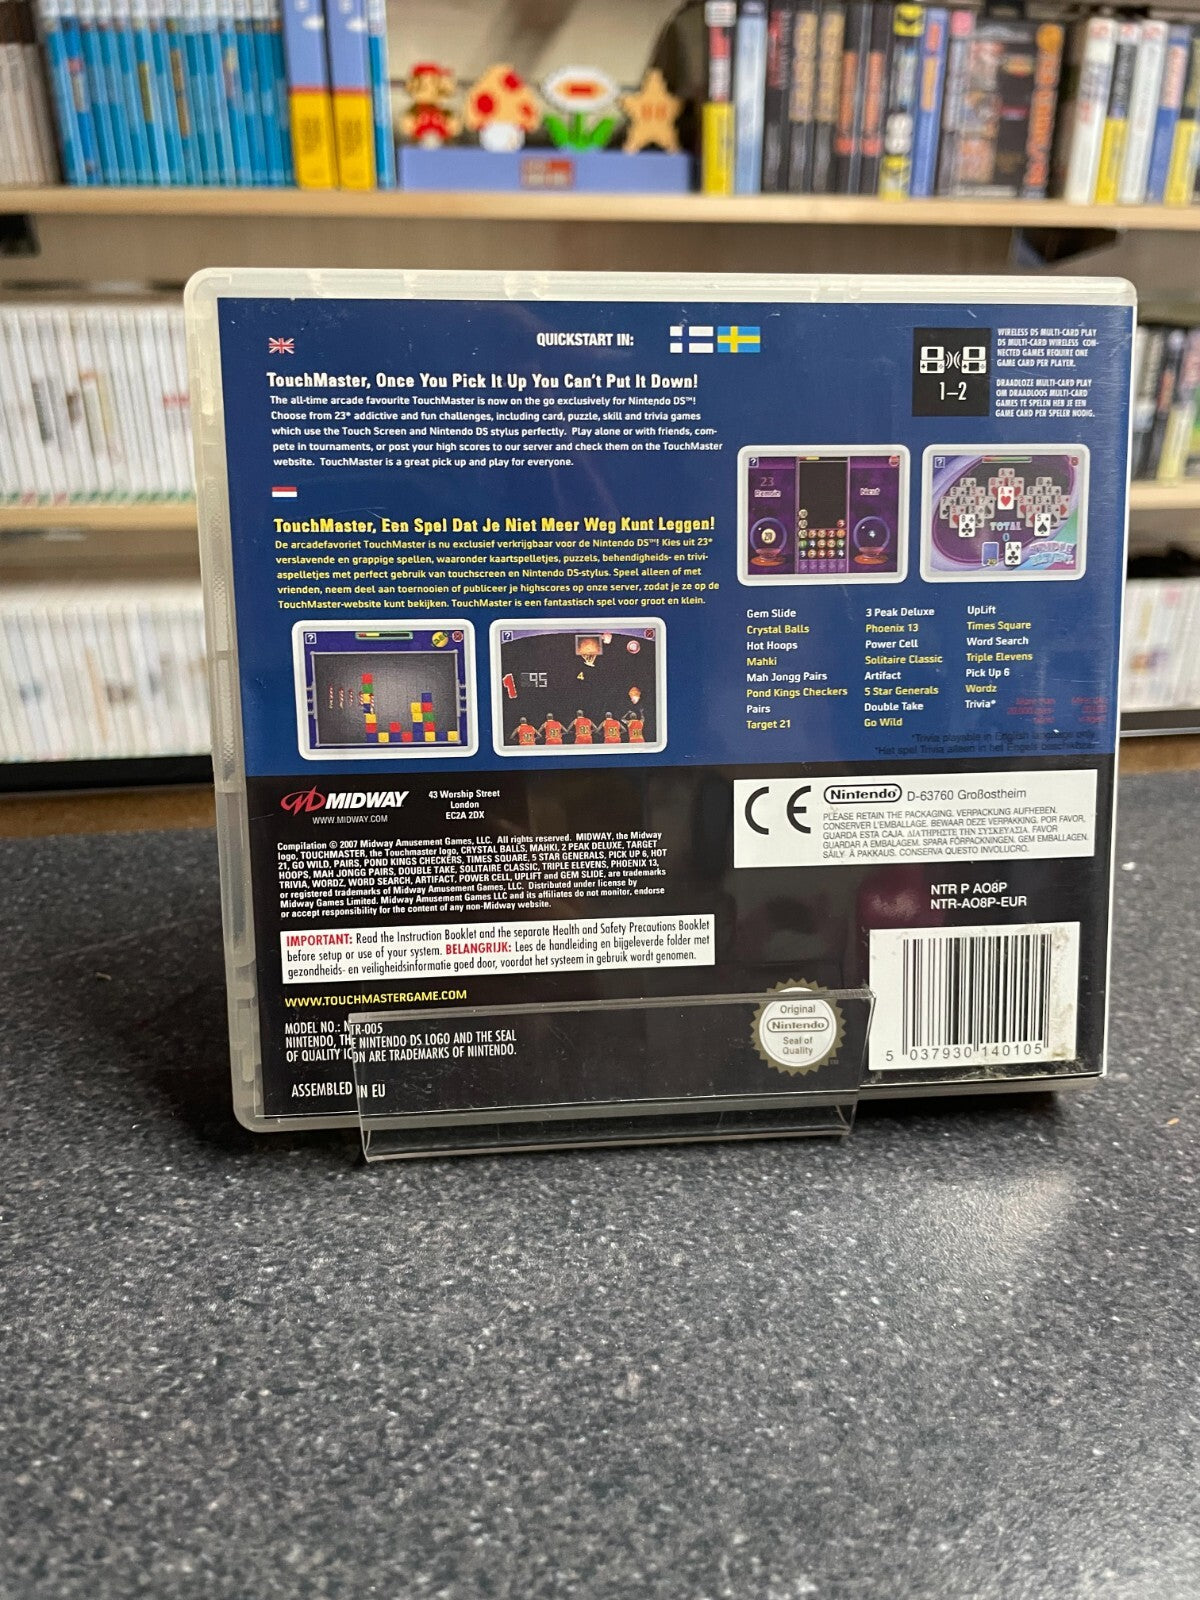 QUICKSTART IN:
WIRELESS DS MULTI-CARD PLAY
DS MULTI-CARD WIRELESS CON-
NECTED GAMES REQUIRE ONE
GAME CARD PER PLAYER.
DRAADLOZE MULTI-CARD PLAY
OM DRAADLOOS MULTI-CARD
GAMES TE SPELEN HEB JE EEN
GAME CARD PER SPELER NODIG.
1–2
TouchMaster, Once You Pick It Up You Can't Put It Down!
The all-time arcade favourite TouchMaster is now on the go exclusively for Nintendo DS™!
Choose from 23* addictive and fun challenges, including card, puzzle, skill and trivia games
which use the Touch Screen and Nintendo DS stylus perfectly. Play alone or with friends, com-
pete in tournaments, or post your high scores to our server and check them on the TouchMaster
website. TouchMaster is a great pick up and play for everyone.
TouchMaster, Een Spel Dat Je Niet Meer Weg Kunt Leggen!
De arcadefavoriet TouchMaster is nu exclusief verkrijgbaar voor de Nintendo DS™! Kies uit 23*
verslavende en grappige spellen, waaronder kaartspelletjes, puzzels, behendigheids- en trivi-
aspelletjes met perfect gebruik van touchscreen en Nintendo DS-stylus. Speel alleen of met
vrienden, neem deel aan toernooien of publiceer je highscores op onze server, zodat je ze op de
TouchMaster-website kunt bekijken. TouchMaster is een fantastisch spel voor groot en klein.
23
Remain
Next
TOTAL
0
95
4
Gem Slide
Crystal Balls
Hot Hoops
Mahki
Mah Jongg Pairs
Pond Kings Checkers
Pairs
Target 21
3 Peak Deluxe
Phoenix 13
Power Cell
Solitaire Classic
Artifact
5 Star Generals
Double Take
Go Wild
UpLift
Times Square
Word Search
Triple Elevens
Pick Up 6
Wordz
Trivia*
*Trivia playable in English language only
*Het spel Trivia alleen in het Engels beschikbaar
MIDWAY
WWW.MIDWAY.COM
43 Worship Street
London
EC2A 2DX
Compilation © 2007 Midway Amusement Games, LLC. All rights reserved. MIDWAY, the Midway
logo, TOUCHMASTER, the Touchmaster logo, CRYSTAL BALLS, MAHKI, 2 PEAK DELUXE, TARGET
21, GO WILD, PAIRS, POND KINGS CHECKERS, TIMES SQUARE, 5 STAR GENERALS, PICK UP 6, HOT
HOOPS, MAH JONGG PAIRS, DOUBLE TAKE, SOLITAIRE CLASSIC, TRIPLE ELEVENS, PHOENIX 13,
TRIVIA, WORDZ, WORD SEARCH, ARTIFACT, POWER CELL, UPLIFT and GEM SLIDE, are trademarks
or registered trademarks of Midway Amusement Games, LLC. Distributed under license by
Midway Games Limited. Midway Amusement Games LLC and its affiliates do not monitor, endorse
or accept responsibility for the content of any non-Midway website.
CE
Nintendo D-63760 Großostheim
PLEASE RETAIN THE PACKAGING. VERPACKUNG AUFHEBEN.
CONSERVER L'EMBALLAGE. BEWAAR DEZE VERPAKKING. POR FAVOR,
GUARDA ESTA CAJA. ΔΙΑΤΗΡΗΣΤΕ ΤΗΝ ΣΥΣΚΕΥΑΣΙΑ. FAVOR
GUARDAR A EMBALAGEM. SPARA FÖRPACKNINGEN. GEM EMBALLAGEN.
SÄILYTÄ PAKKAUS. CONSERVA QUESTO INVOLUCRO.
NTR P AO8P
NTR-AO8P-EUR
IMPORTANT: Read the Instruction Booklet and the separate Health and Safety Precautions Booklet
before setup or use of your system. BELANGRIJK: Lees de handleiding en bijgeleverde folder met
gezondheids- en veiligheidsinformatie goed door, voordat het systeem in gebruik wordt genomen.
WWW.TOUCHMASTERGAME.COM
MODEL NO.: NTR-005
NINTENDO, THE NINTENDO DS LOGO AND THE SEAL
OF QUALITY ICON ARE TRADEMARKS OF NINTENDO.
ASSEMBLED IN EU
Original
Nintendo
Seal of
Quality
5 037930 140105